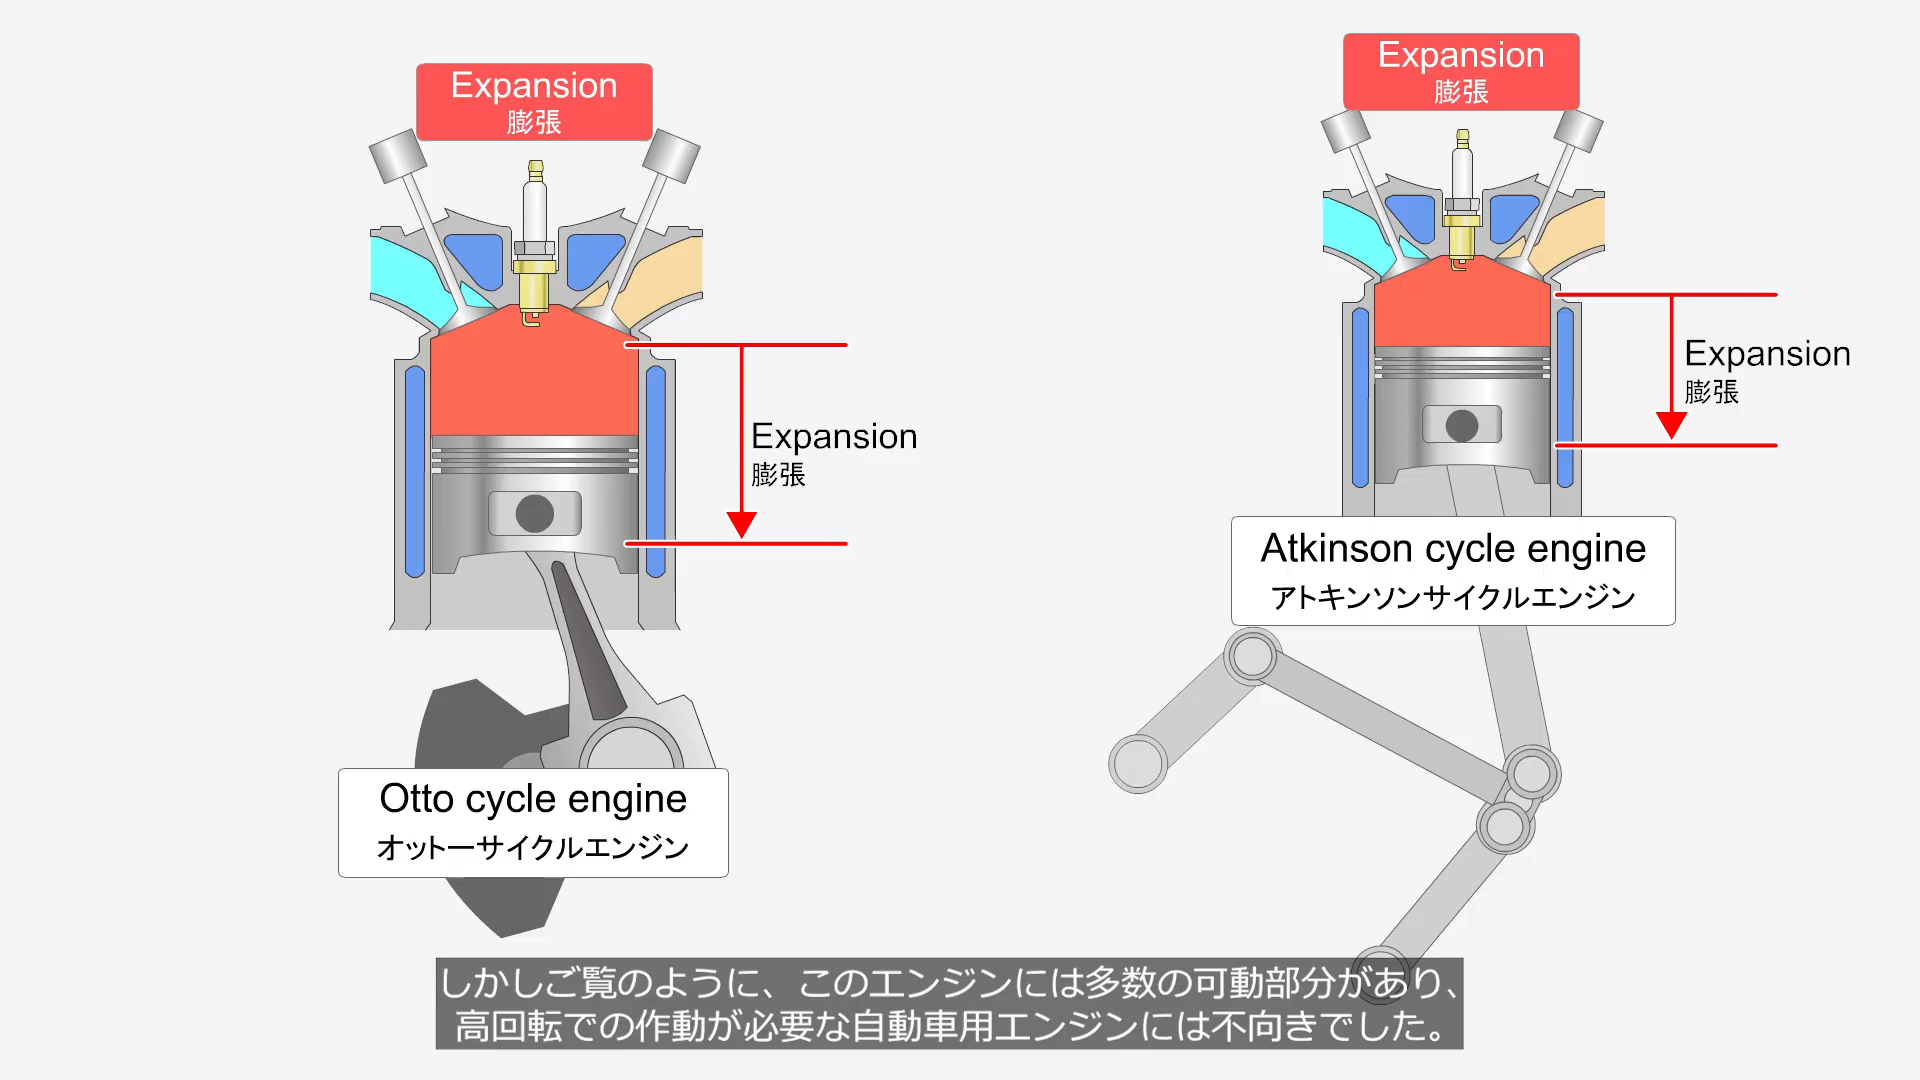 Expansion
膨張
Expansion
膨張
Expansion
膨張
Expansion
膨張
Atkinson cycle engine
アトキンソンサイクルエンジン
Otto cycle engine
オットーサイクルエンジン
しかしご覧のように、このエンジンには多数の可動部分があり、
高回転での作動が必要な自動車用エンジンには不向きでした。